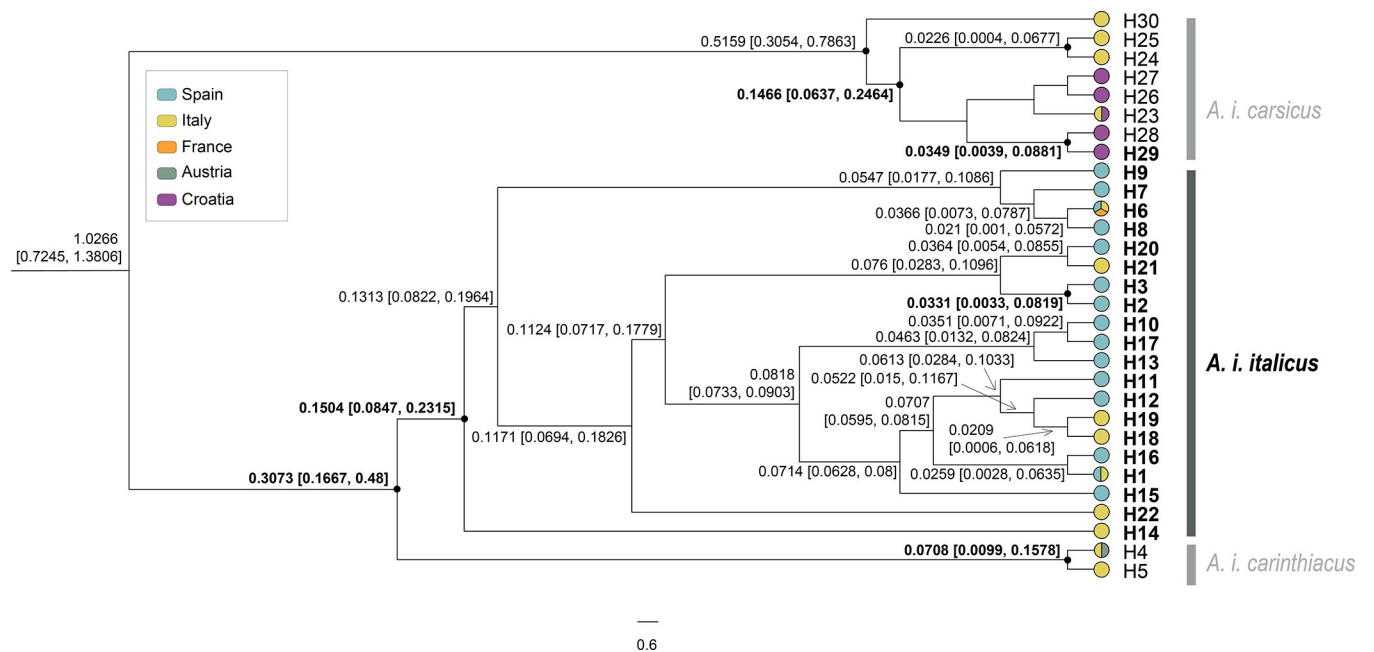 H30
0.5159 [0.3054, 0.7863]
0.0226 [0.0004, 0.0677]
H25
H24
H27
0.1466 [0.0637, 0.2464]
H26
H23
A. i. carsicus
H28
0.0349 [0.0039, 0.0881]
H29
Spain
Italy
France
Austria
Croatia
0.0547 [0.0177, 0.1086]
H9
H7
0.0366 [0.0073, 0.0787]
H6
0.021 [0.001, 0.0572]
H8
1.0266
[0.7245, 1.3806]
0.0364 [0.0054, 0.0855]
H20
0.076 [0.0283, 0.1096]
H21
H3
0.1313 [0.0822, 0.1964]
0.0331 [0.0033, 0.0819]
H2
0.0351 [0.0071, 0.0922]
H10
0.1124 [0.0717, 0.1779]
0.0463 [0.0132, 0.0824]
H17
0.0613 [0.0284, 0.1033]
H13
A. i. italicus
0.0818
[0.0733, 0.0903]
0.0522 [0.015, 0.1167]
H11
0.0707
[0.0595, 0.0815]
H12
0.1504 [0.0847, 0.2315]
H19
0.0209
[0.0006, 0.0618]
H18
0.1171 [0.0694, 0.1826]
H16
0.0714 [0.0628, 0.08]
0.0259 [0.0028, 0.0635]
H1
0.3073 [0.1667, 0.48]
H15
H22
H14
0.0708 [0.0099, 0.1578]
H4
A. i. carinthiacus
H5
0.6